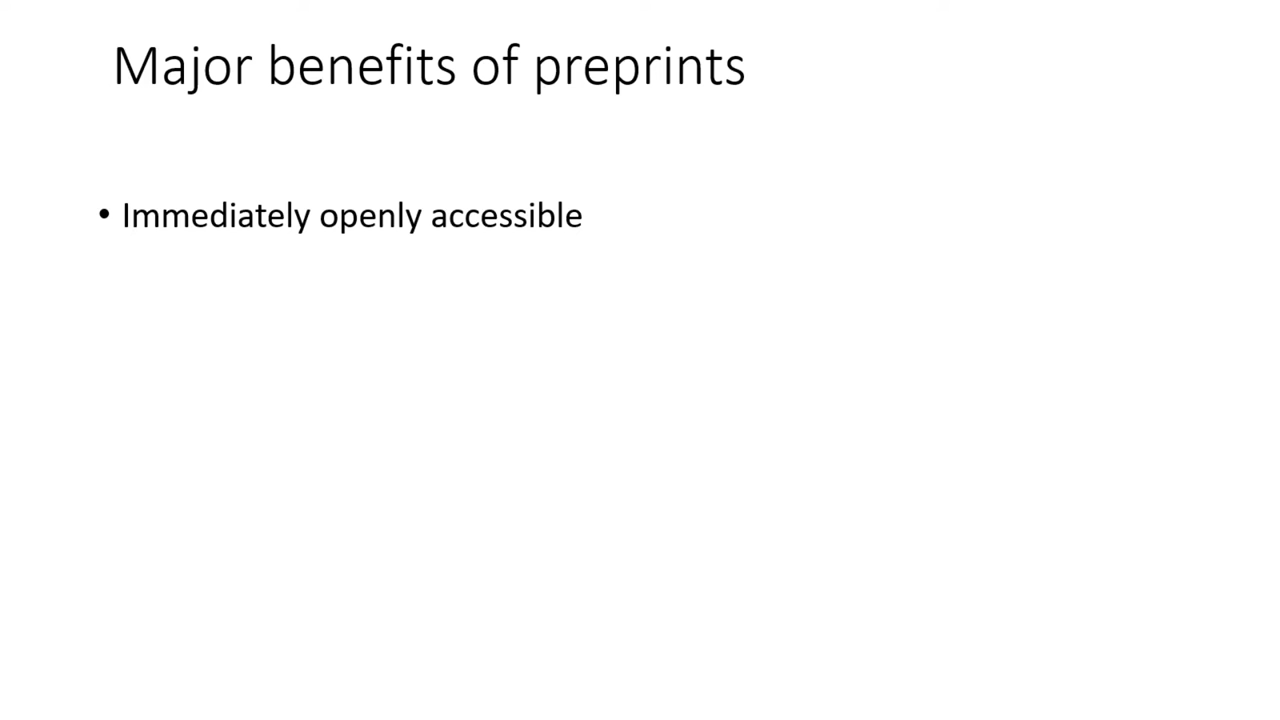 Major benefits of preprints
• Immediately openly accessible